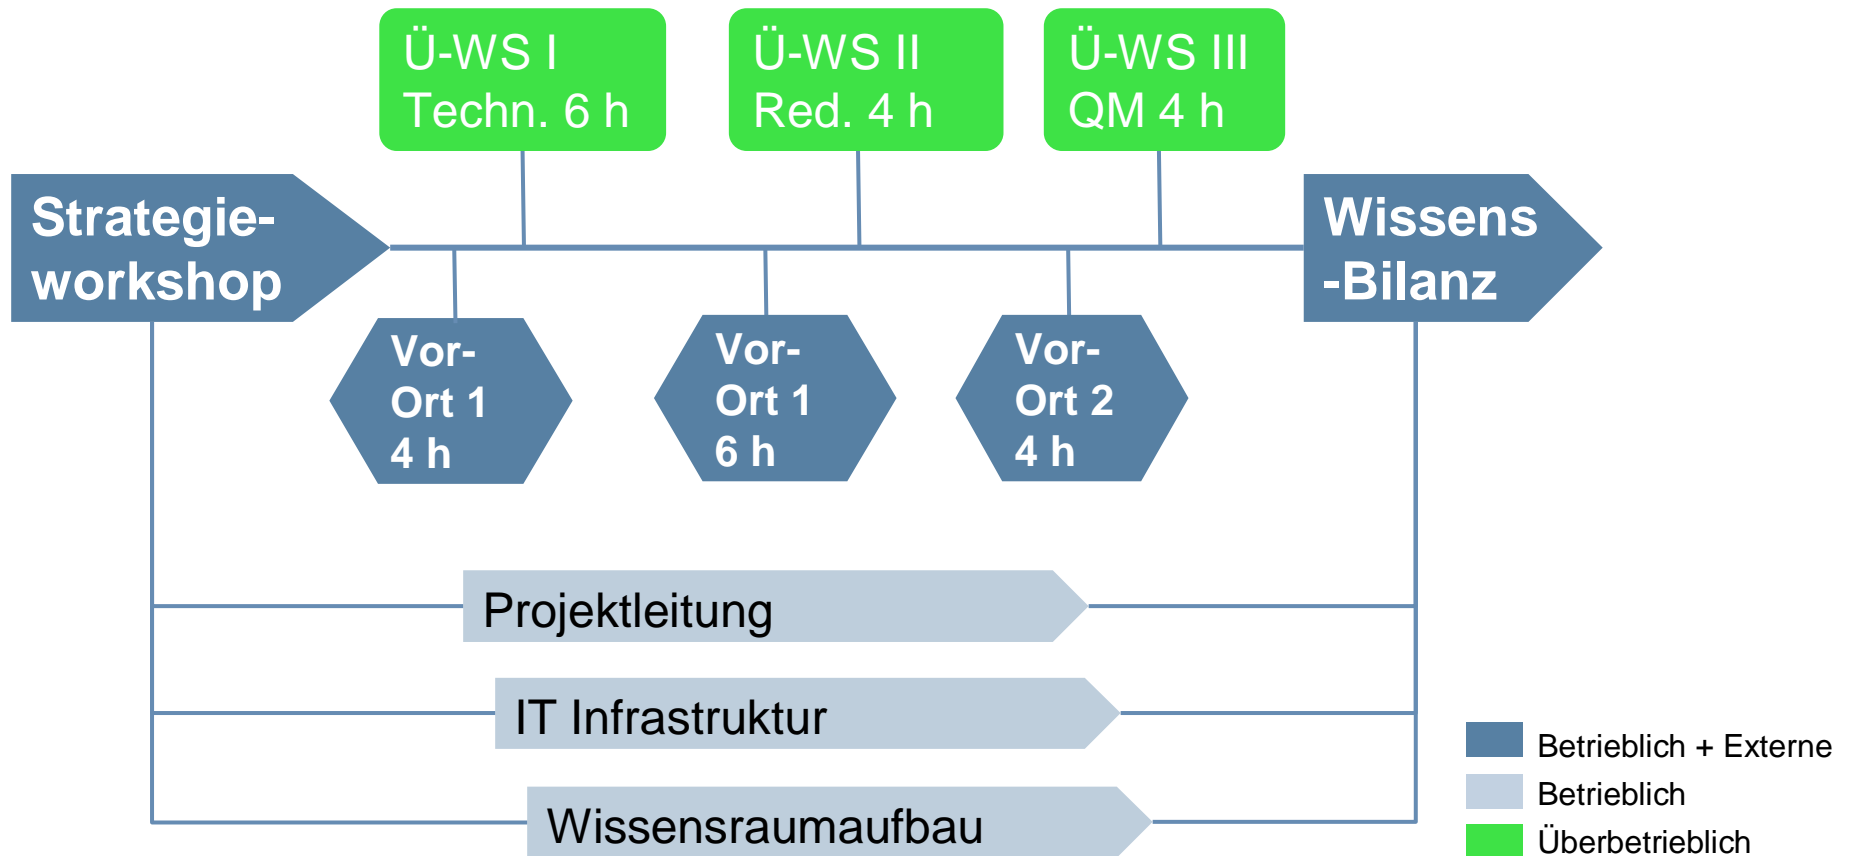 Ü-WS I
Techn. 6 h
Ü-WS II
Red. 4 h
Ü-WS III
QM 4 h
Strategie-
workshop
Wissens
-Bilanz
Vor-
Ort 1
4 h
Vor-
Ort 1
6 h
Vor-
Ort 2
4 h
Projektleitung
IT Infrastruktur
Wissensraumaufbau
Betrieblich + Externe
Betrieblich
Überbetrieblich